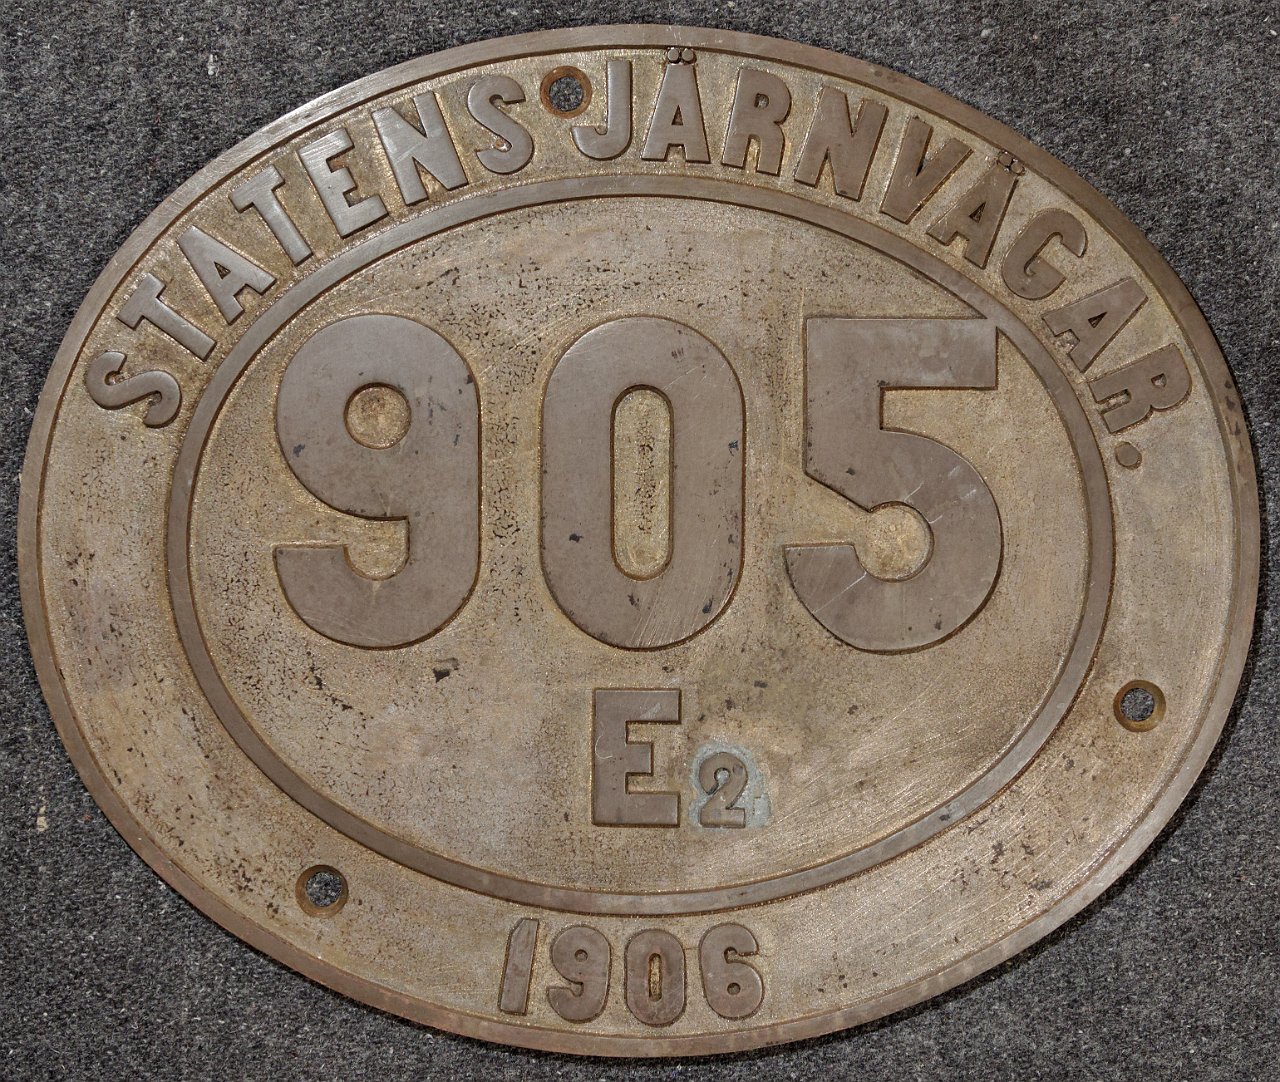 STATENS JÄRNVÄGAR.
905
E2
1906